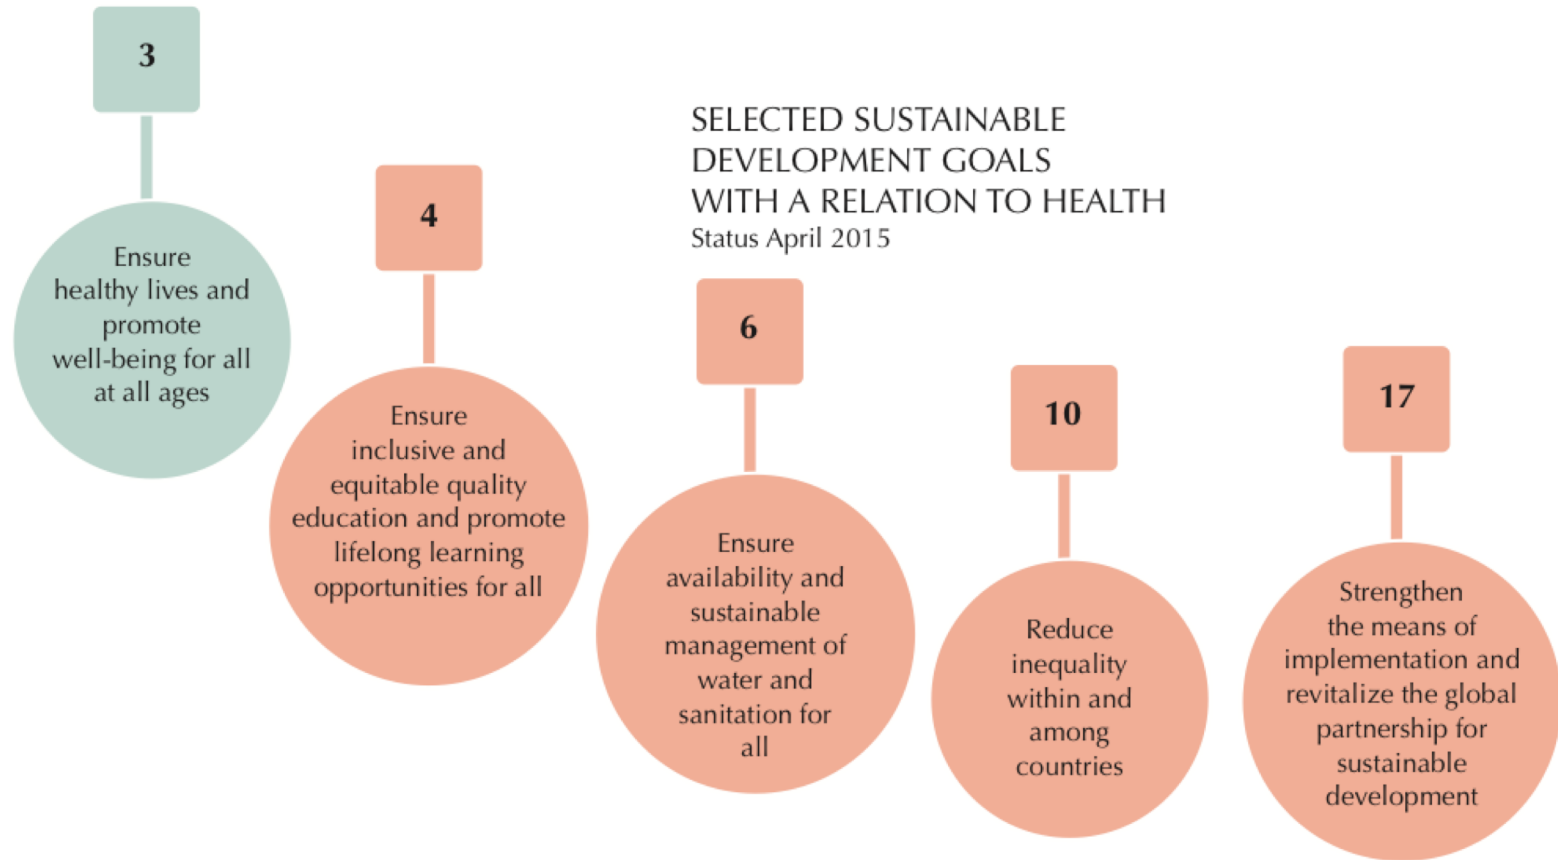 SELECTED SUSTAINABLE
DEVELOPMENT GOALS
WITH A RELATION TO HEALTH
Status April 2015
3
Ensure
healthy lives and
promote
well-being for all
at all ages
4
Ensure
inclusive and
equitable quality
education and promote
lifelong learning
opportunities for all
6
Ensure
availability and
sustainable
management of
water and
sanitation for
all
10
Reduce
inequality
within and
among
countries
17
Strengthen
the means of
implementation and
revitalize the global
partnership for
sustainable
development